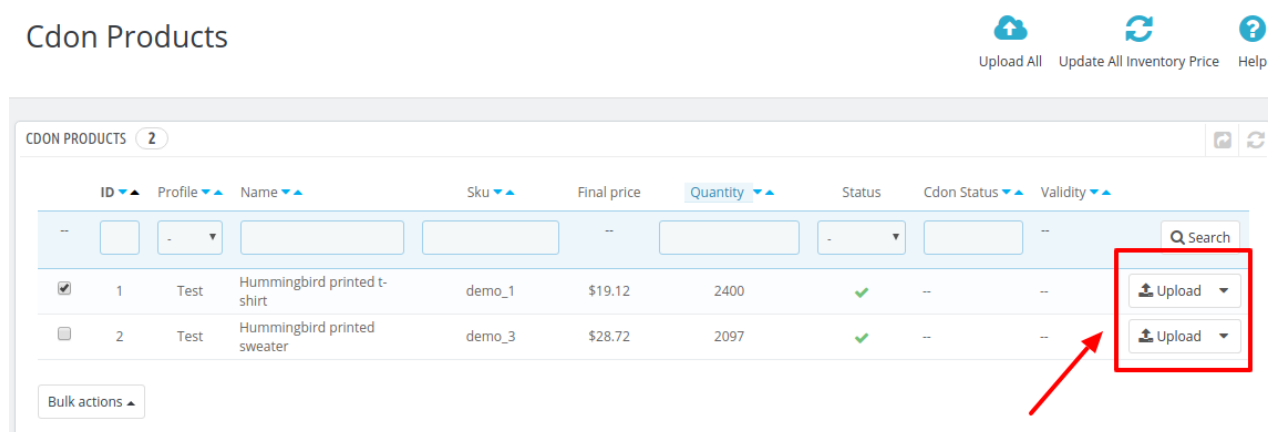 Cdon Products
Upload All Update All Inventory Price Help
CDON PRODUCTS 2
ID Profile Name Sku Final price Quantity Status Cdon Status Validity
-- - -- - -- Search
1 Test Hummingbird printed t-
shirt demo_1 $19.12 2400 -- -- Upload
2 Test Hummingbird printed
sweater demo_3 $28.72 2097 -- -- Upload
Bulk actions